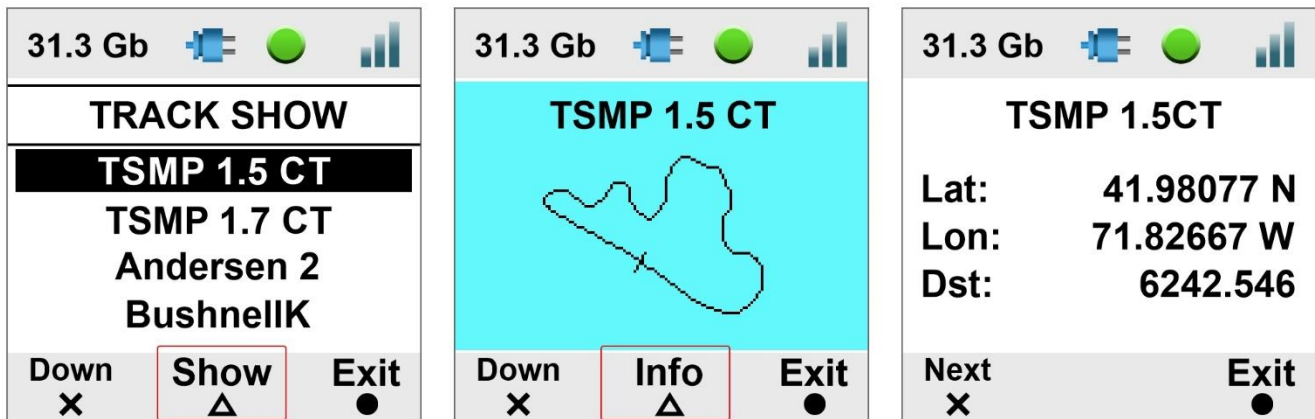 31.3 Gb
TRACK SHOW
TSMP 1.5 CT
TSMP 1.7 CT
Andersen 2
BushnellK
Down Show Exit
31.3 Gb
TSMP 1.5 CT
Down Info Exit
31.3 Gb
TSMP 1.5CT
Lat: 41.98077 N
Lon: 71.82667 W
Dst: 6242.546
Next Exit